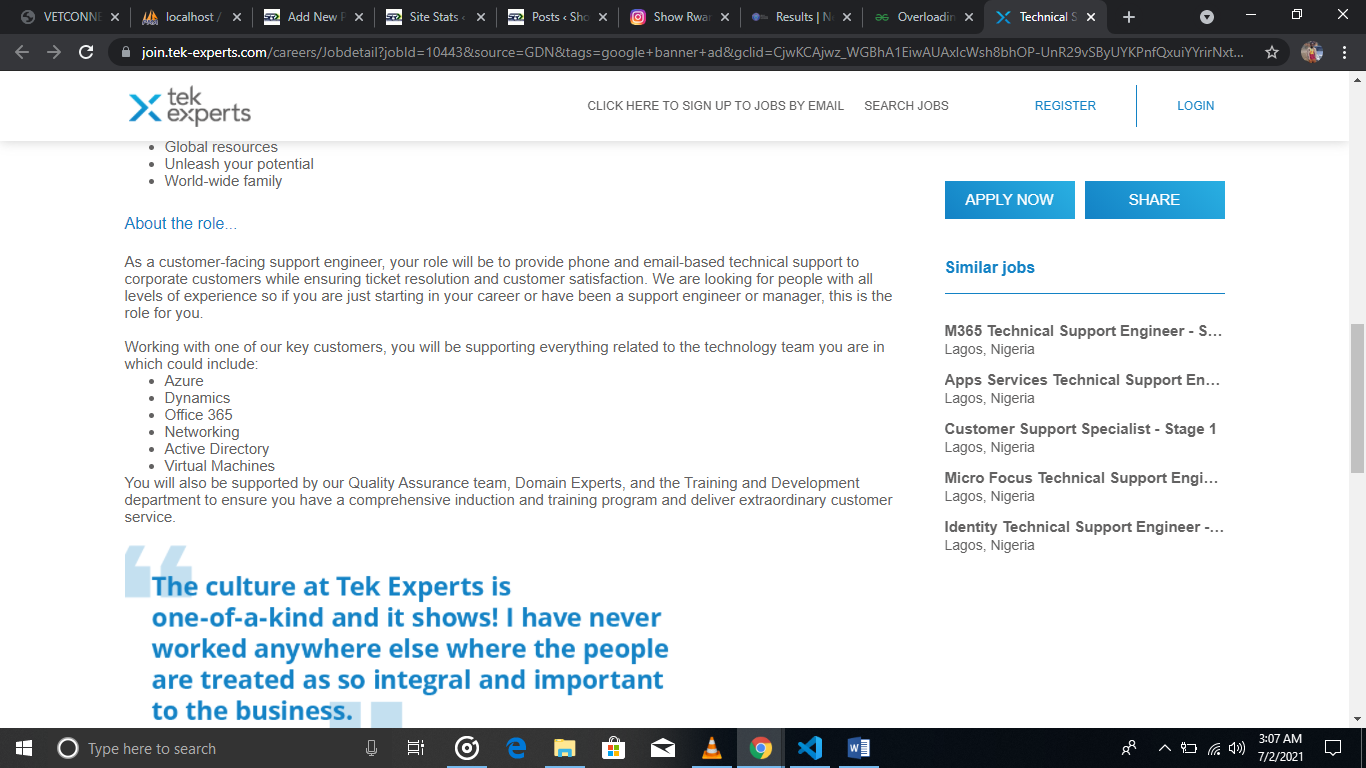 VETCONNE
localhost /
Add New P
Site Stats ‹
Posts ‹ Sho
Show Rwan
Results | N
Overloadin
Technical S
join.tek-experts.com/careers/Jobdetail?jobId=10443&source=GDN&tags=google+banner+ad&gclid=CjwKCAjwz_WGBhA1EiwAUAxIcWsh8bhOP-UnR29vSByUYKPnfQxuiYYrirNxt...
tek experts
CLICK HERE TO SIGN UP TO JOBS BY EMAIL
SEARCH JOBS
REGISTER
LOGIN
• Global resources
• Unleash your potential
• World-wide family
About the role...
As a customer-facing support engineer, your role will be to provide phone and email-based technical support to
corporate customers while ensuring ticket resolution and customer satisfaction. We are looking for people with all
levels of experience so if you are just starting in your career or have been a support engineer or manager, this is the
role for you.
Working with one of our key customers, you will be supporting everything related to the technology team you are in
which could include:
• Azure
• Dynamics
• Office 365
• Networking
• Active Directory
• Virtual Machines
You will also be supported by our Quality Assurance team, Domain Experts, and the Training and Development
department to ensure you have a comprehensive induction and training program and deliver extraordinary customer
service.
The culture at Tek Experts is
one-of-a-kind and it shows! I have never
worked anywhere else where the people
are treated as so integral and important
to the business.
APPLY NOW
SHARE
Similar jobs
M365 Technical Support Engineer - S...
Lagos, Nigeria
Apps Services Technical Support En...
Lagos, Nigeria
Customer Support Specialist - Stage 1
Lagos, Nigeria
Micro Focus Technical Support Engi...
Lagos, Nigeria
Identity Technical Support Engineer -...
Lagos, Nigeria
Type here to search
3:07 AM
7/2/2021